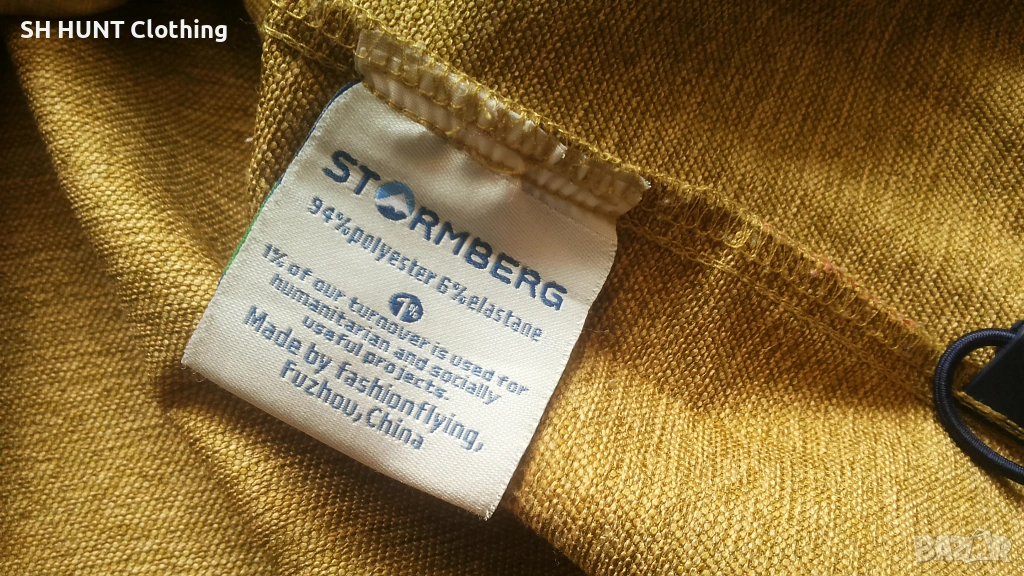 SH HUNT Clothing
STORMBERG
94%polyester 6%elastane
1%
1% of our turnover is used for
humanitarian and socially
useful projects.
Made by fashionflying,
Fuzhou, China